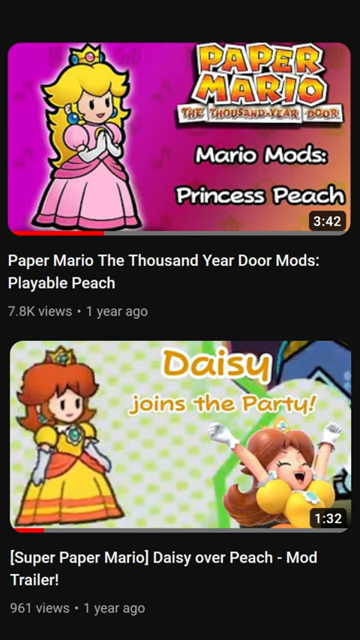 PAPER
MARIO
THE THOUSAND-YEAR DOOR
Mario Mods:
Princess Peach
3:42
Paper Mario The Thousand Year Door Mods:
Playable Peach
7.8K views • 1 year ago
Daisy
joins the Party!
1:32
[Super Paper Mario] Daisy over Peach - Mod
Trailer!
961 views • 1 year ago